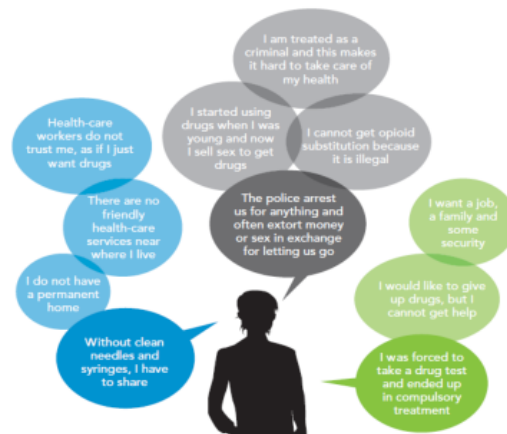 I am treated as a
criminal and this makes
it hard to take care of
my health
I started using
drugs when I was
young and now
I sell sex to get
drugs
I cannot get opioid
substitution because
it is illegal
The police arrest
us for anything and
often extort money
or sex in exchange
for letting us go
Health-care
workers do not
trust me, as if I just
want drugs
There are no
friendly
health-care
services near
where I live
I do not have
a permanent
home
Without clean
needles and
syringes, I have
to share
I want a job,
a family and
some
security
I would like to give
up drugs, but I
cannot get help
I was forced to
take a drug test
and ended up
in compulsory
treatment